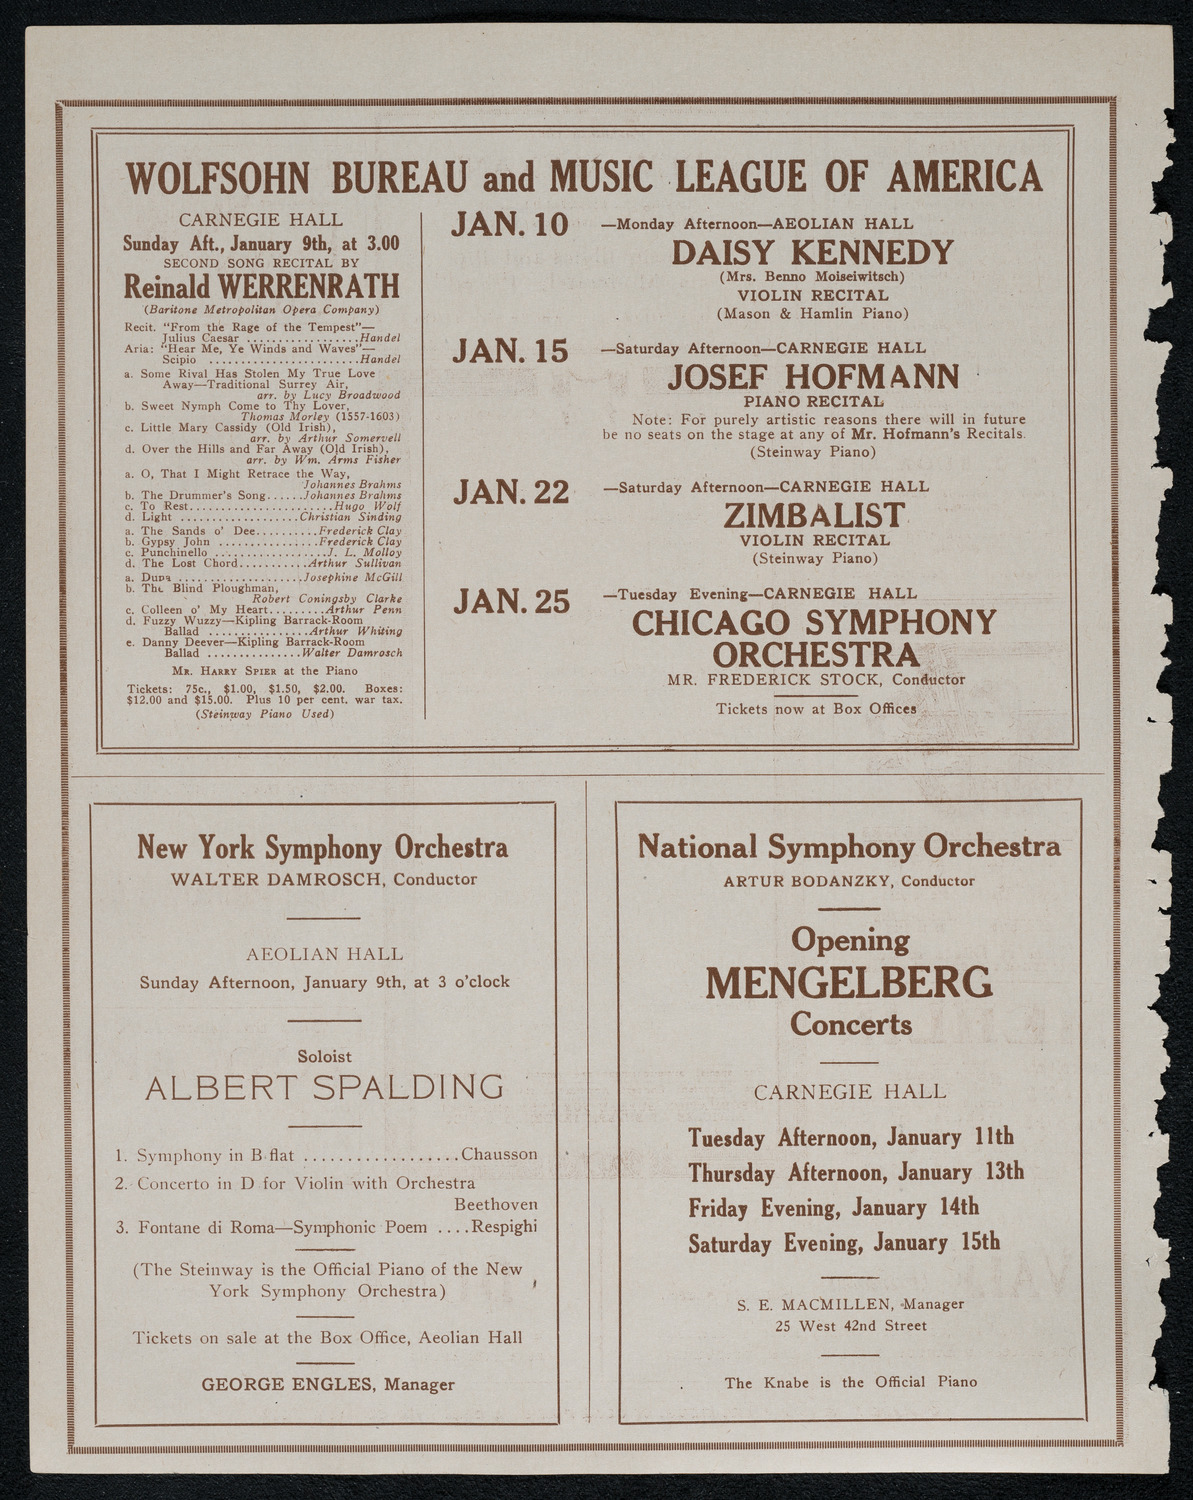 WOLFSOHN BUREAU and MUSIC LEAGUE OF AMERICA
CARNEGIE HALL
Sunday Aft., January 9th, at 3.00
SECOND SONG RECITAL BY
Reinald WERRENRATH
(Baritone Metropolitan Opera Company)
Recit. "From the Rage of the Tempest"—
Julius Caesar ..................Handel
Aria: "Hear Me, Ye Winds and Waves"—
Scipio ........................Handel
a. Some Rival Has Stolen My True Love
Away—Traditional Surrey Air,
arr. by Lucy Broadwood
b. Sweet Nymph Come to Thy Lover,
Thomas Morley (1557-1603)
c. Little Mary Cassidy (Old Irish),
arr. by Arthur Somervell
d. Over the Hills and Far Away (Old Irish),
arr. by Wm. Arms Fisher
a. O, That I Might Retrace the Way,
Johannes Brahms
b. The Drummer's Song......Johannes Brahms
c. To Rest.......................Hugo Wolf
d. Light ...................Christian Sinding
a. The Sands o' Dee..........Frederick Clay
b. Gypsy John ................Frederick Clay
c. Punchinello ..................J. L. Molloy
d. The Lost Chord...........Arthur Sullivan
a. Duna ....................Josephine McGill
b. The Blind Ploughman,
Robert Coningsby Clarke
c. Colleen o' My Heart.........Arthur Penn
d. Fuzzy Wuzzy—Kipling Barrack-Room
Ballad ................Arthur Whiting
e. Danny Deever—Kipling Barrack-Room
Ballad ...............Walter Damrosch
MR. HARRY SPIER at the Piano
Tickets: 75c., $1.00, $1.50, $2.00. Boxes:
$12.00 and $15.00. Plus 10 per cent. war tax.
(Steinway Piano Used)
JAN. 10 —Monday Afternoon—AEOLIAN HALL
DAISY KENNEDY
(Mrs. Benno Moiseiwitsch)
VIOLIN RECITAL
(Mason & Hamlin Piano)
JAN. 15 —Saturday Afternoon—CARNEGIE HALL
JOSEF HOFMANN
PIANO RECITAL
Note: For purely artistic reasons there will in future
be no seats on the stage at any of Mr. Hofmann's Recitals.
(Steinway Piano)
JAN. 22 —Saturday Afternoon—CARNEGIE HALL
ZIMBALIST
VIOLIN RECITAL
(Steinway Piano)
JAN. 25 —Tuesday Evening—CARNEGIE HALL
CHICAGO SYMPHONY
ORCHESTRA
MR. FREDERICK STOCK, Conductor
Tickets now at Box Offices
New York Symphony Orchestra
WALTER DAMROSCH, Conductor
AEOLIAN HALL
Sunday Afternoon, January 9th, at 3 o'clock
Soloist
ALBERT SPALDING
1. Symphony in B flat ..................Chausson
2. Concerto in D for Violin with Orchestra
Beethoven
3. Fontane di Roma—Symphonic Poem ....Respighi
(The Steinway is the Official Piano of the New
York Symphony Orchestra)
Tickets on sale at the Box Office, Aeolian Hall
GEORGE ENGLES, Manager
National Symphony Orchestra
ARTUR BODANZKY, Conductor
Opening
MENGELBERG
Concerts
CARNEGIE HALL
Tuesday Afternoon, January 11th
Thursday Afternoon, January 13th
Friday Evening, January 14th
Saturday Evening, January 15th
S. E. MACMILLEN, Manager
25 West 42nd Street
The Knabe is the Official Piano